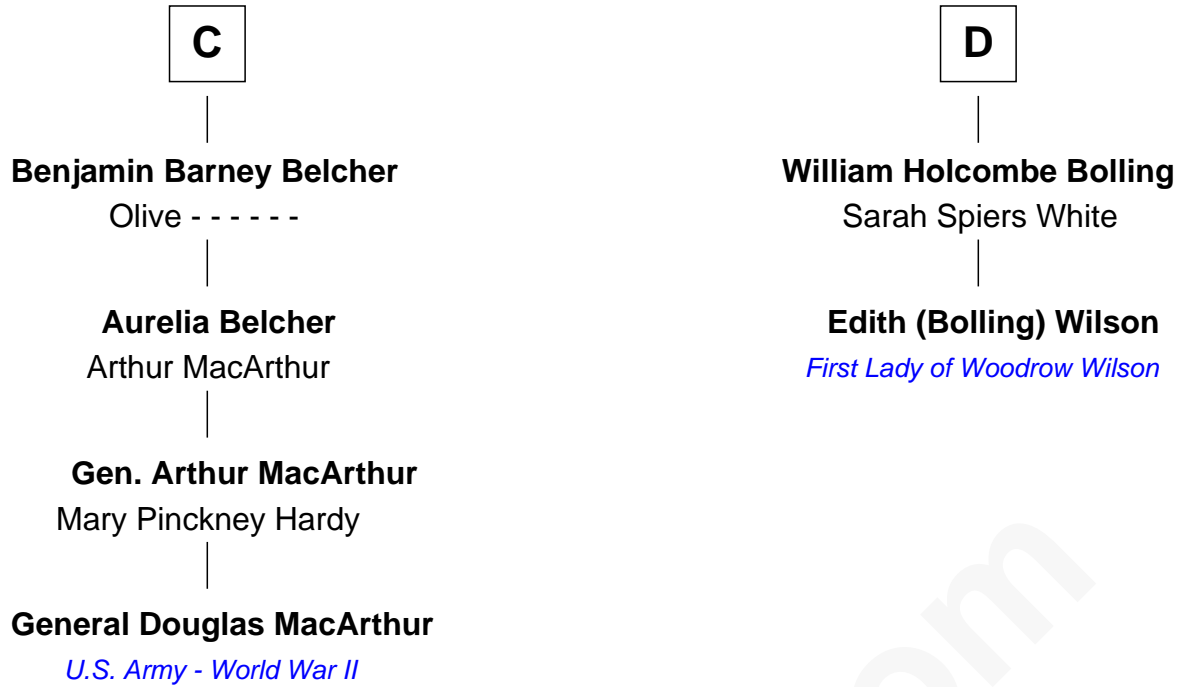 C
Benjamin Barney Belcher
Olive - - - - - -
Aurelia Belcher
Arthur MacArthur
Gen. Arthur MacArthur
Mary Pinckney Hardy
General Douglas MacArthur
U.S. Army - World War II
D
William Holcombe Bolling
Sarah Spiers White
Edith (Bolling) Wilson
First Lady of Woodrow Wilson
om